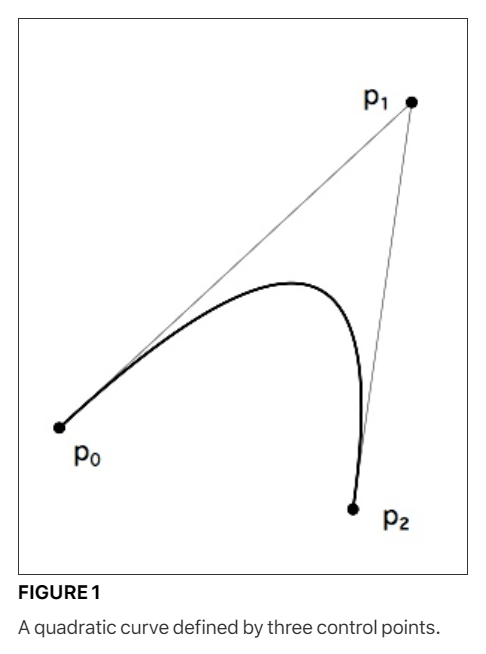 p₁
p₀
p₂
FIGURE 1
A quadratic curve defined by three control points.